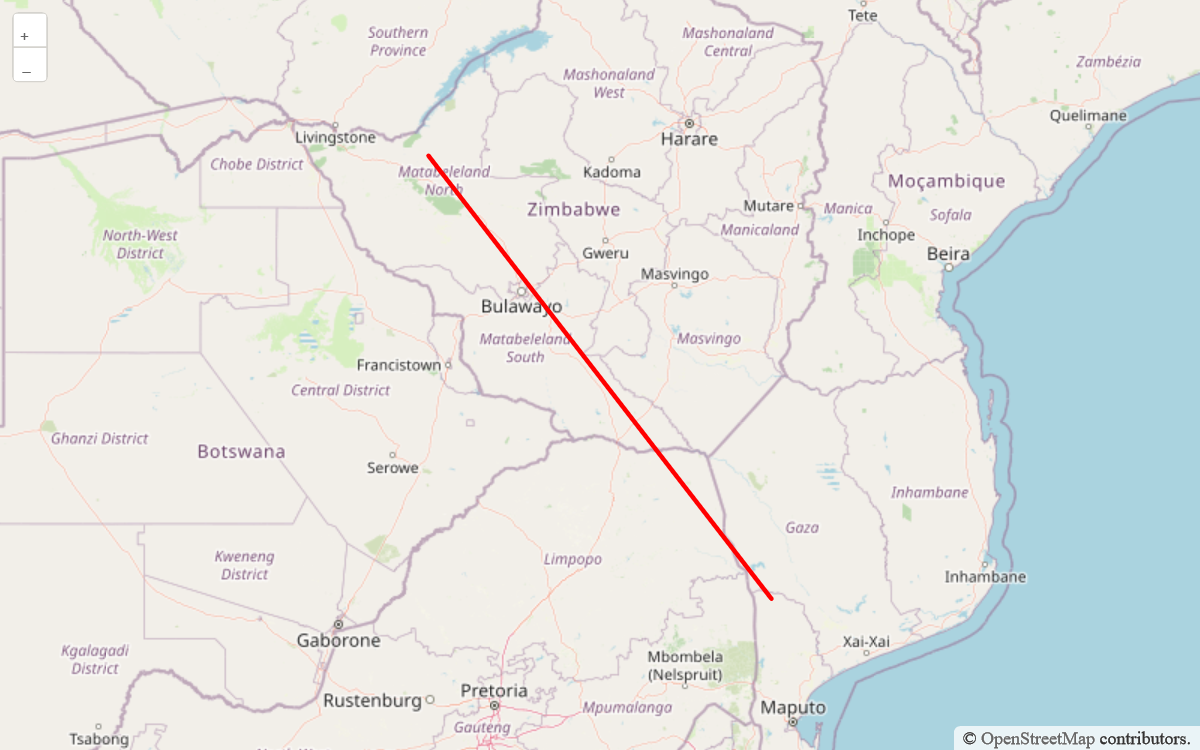 +
–
Tete
Southern
Province
Mashonaland
Central
Zambézia
Mashonaland
West
Quelimane
Livingstone
Harare
Chobe District
Kadoma
Matabeleland
North
Moçambique
Zimbabwe
Mutare
Manica
Sofala
Manicaland
North-West
District
Inchope
Gweru
Beira
Masvingo
Bulawayo
Matabeleland
South
Masvingo
Francistown
Central District
Ghanzi District
Botswana
Serowe
Inhambane
Gaza
Kweneng
District
Limpopo
Inhambane
Gaborone
Xai-Xai
Kgalagadi
District
Mbombela
(Nelspruit)
Pretoria
Rustenburg
Mpumalanga
Maputo
Gauteng
Tsabong
© OpenStreetMap contributors.